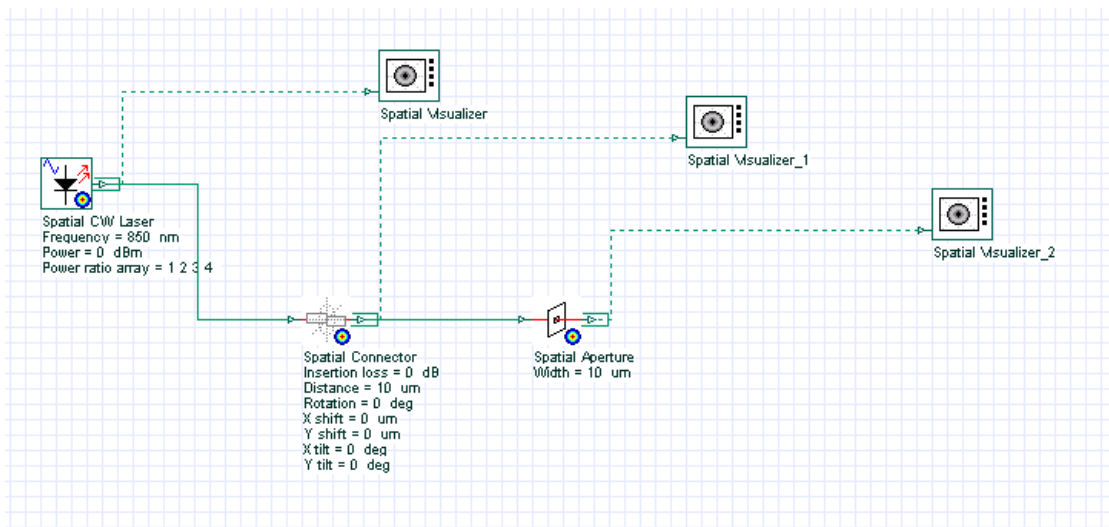 Spatial Visualizer
Spatial Visualizer_1
Spatial CW Laser
Frequency = 850 nm
Power = 0 dBm
Power ratio array = 1 2 3 4
Spatial Visualizer_2
Spatial Connector
Insertion loss = 0 dB
Distance = 10 um
Rotation = 0 deg
X shift = 0 um
Y shift = 0 um
X tilt = 0 deg
Y tilt = 0 deg
Spatial Aperture
Width = 10 um